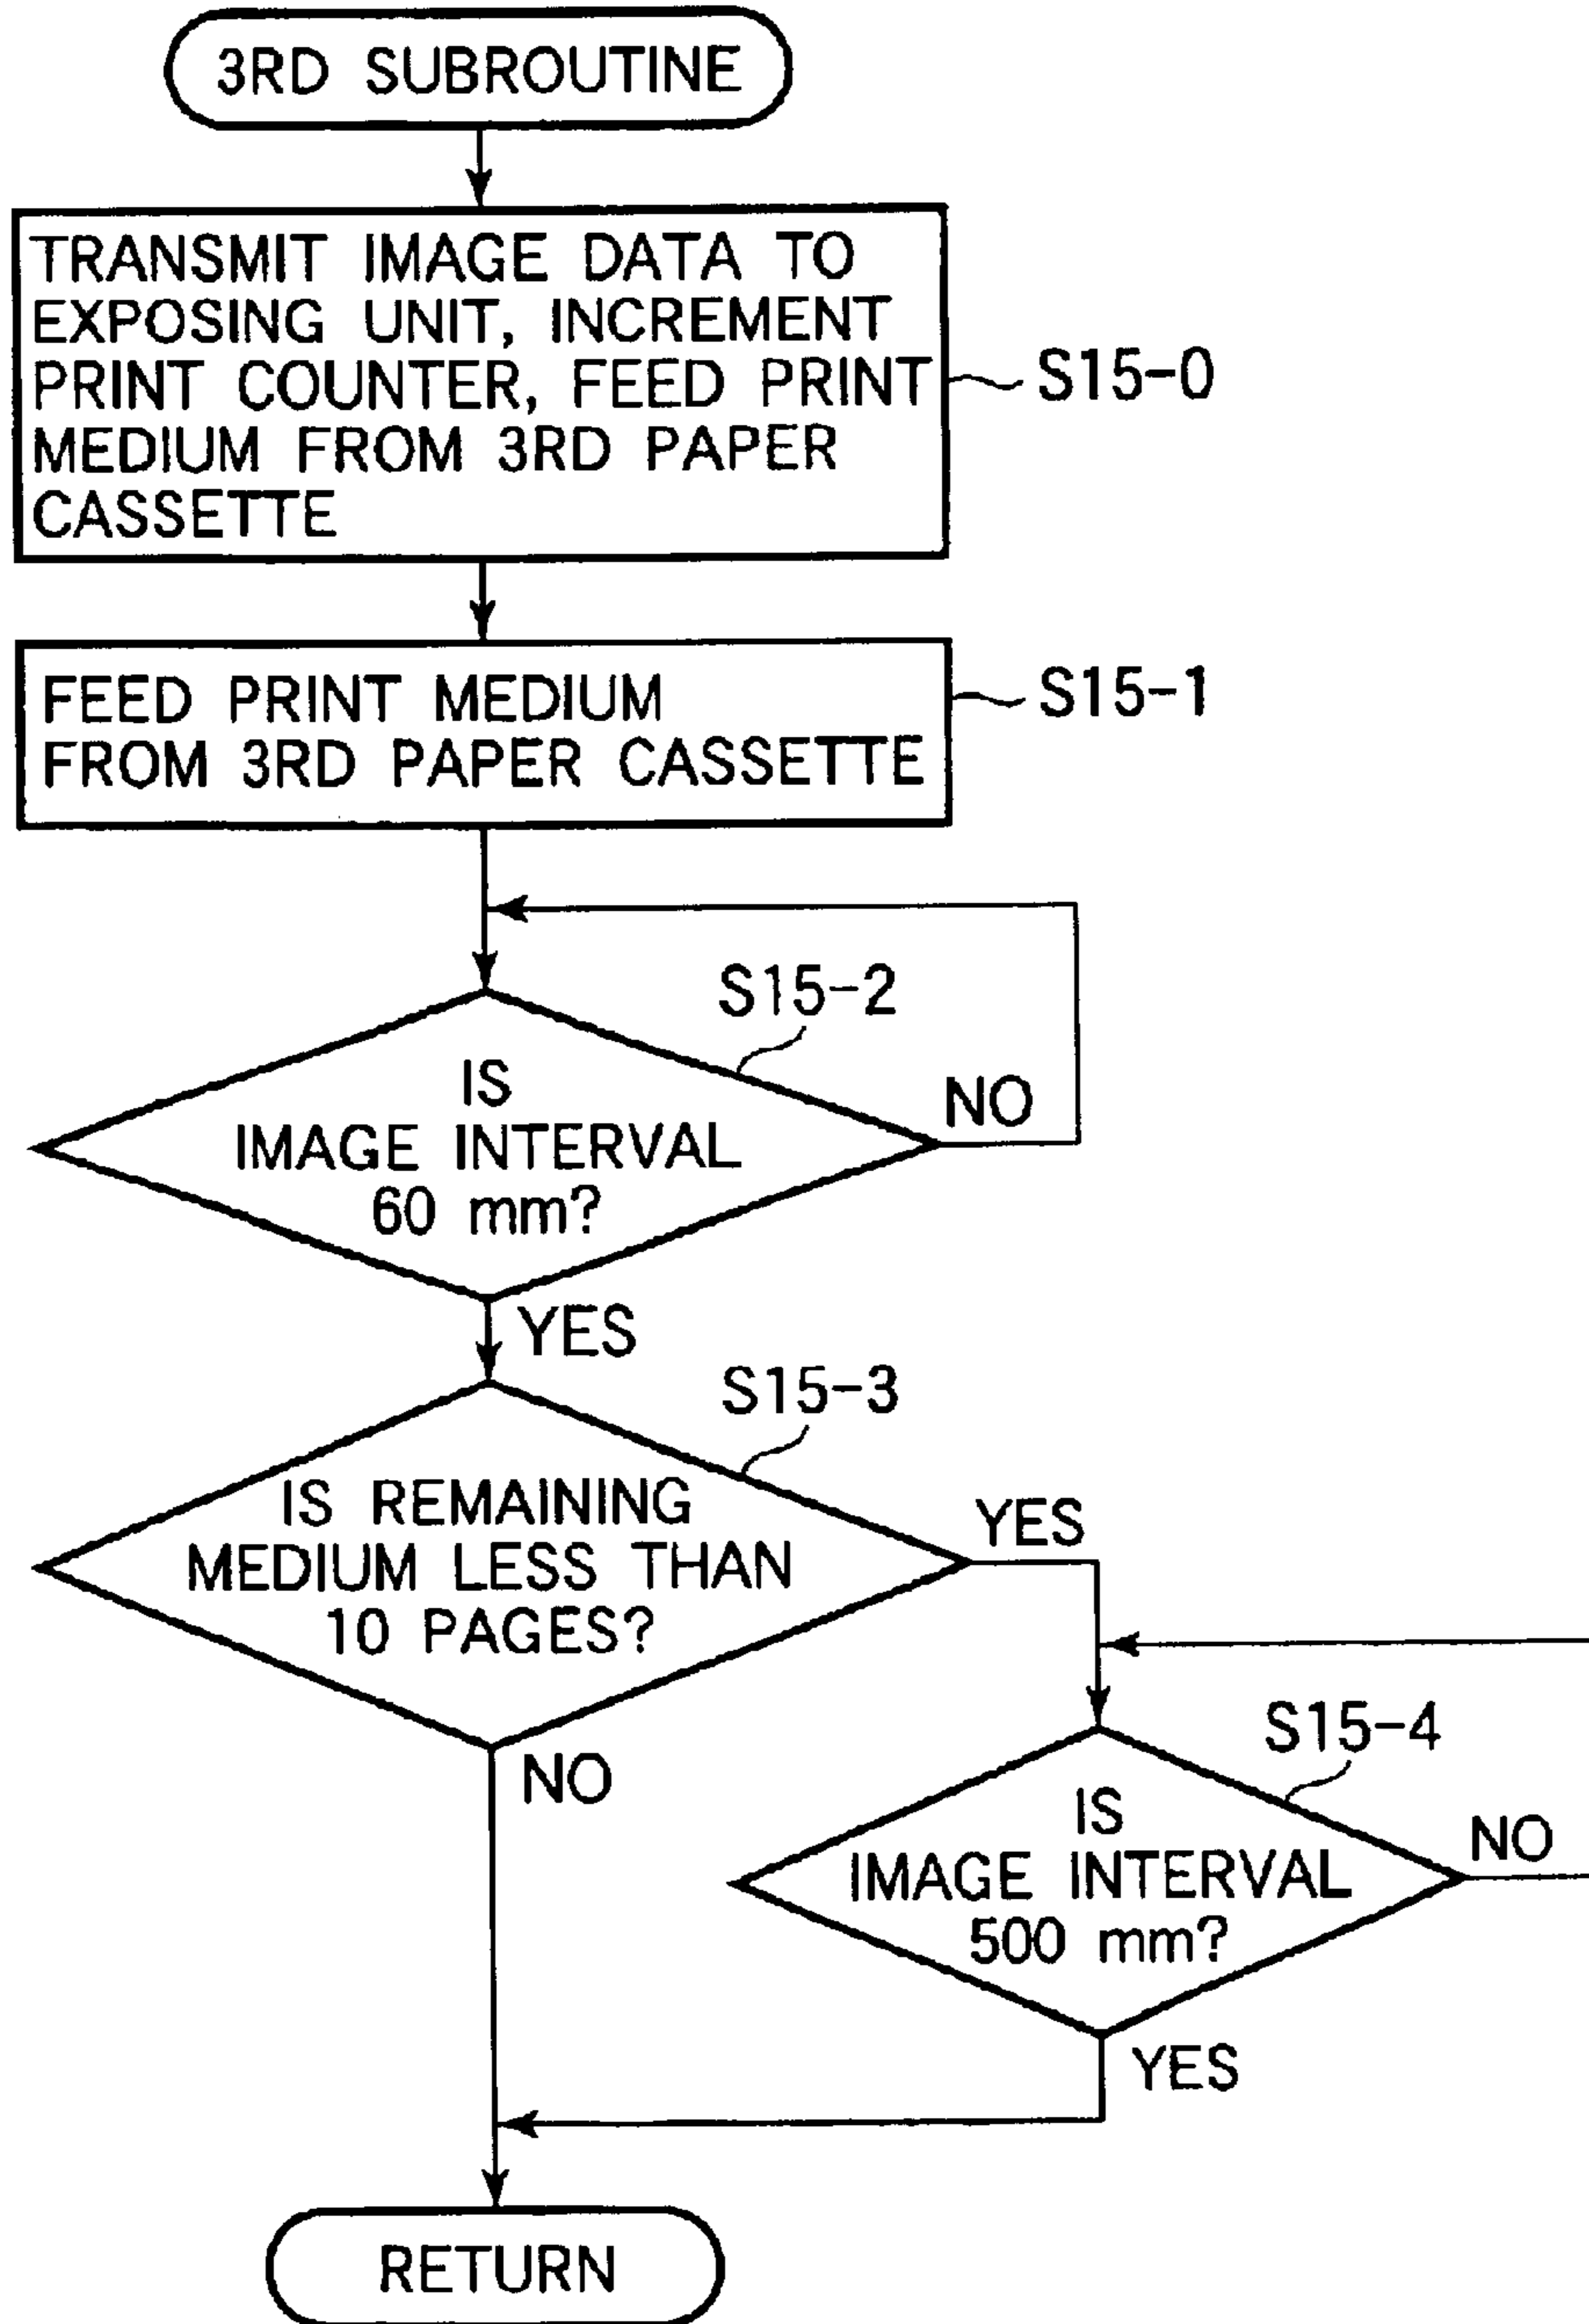 3RD SUBROUTINE
TRANSMIT IMAGE DATA TO
EXPOSING UNIT, INCREMENT
PRINT COUNTER, FEED PRINT
MEDIUM FROM 3RD PAPER
CASSETTE
S15-0
FEED PRINT MEDIUM
FROM 3RD PAPER CASSETTE
S15-1
S15-2
IS
IMAGE INTERVAL
60 mm?
NO
YES
S15-3
IS REMAINING
MEDIUM LESS THAN
10 PAGES?
YES
NO
S15-4
IS
IMAGE INTERVAL
500 mm?
NO
YES
RETURN